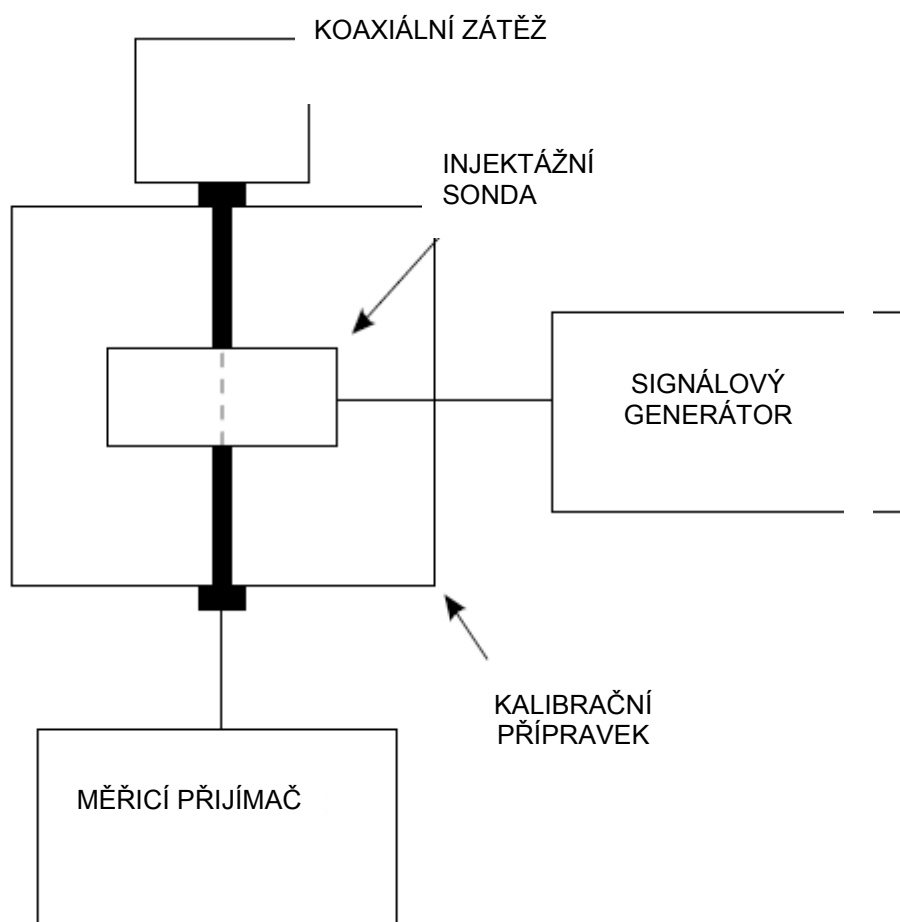 KOAXIÁLNÍ ZÁTĚŽ
INJEKTÁŽNÍ
SONDA
SIGNÁLOVÝ
GENERÁTOR
KALIBRAČNÍ
PŘÍPRAVEK
MĚŘICÍ PŘIJÍMAČ